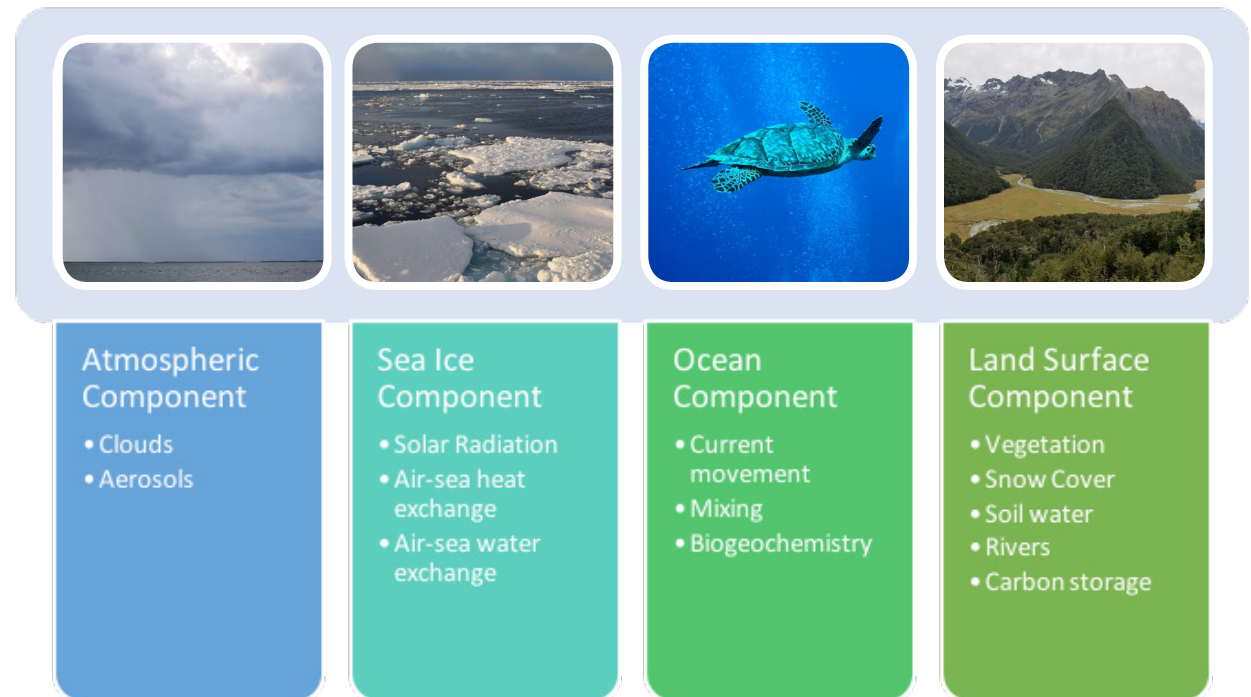 Atmospheric
Component
• Clouds
• Aerosols
Sea Ice
Component
• Solar Radiation
• Air-sea heat
exchange
• Air-sea water
exchange
Ocean
Component
• Current
movement
• Mixing
• Biogeochemistry
Land Surface
Component
• Vegetation
• Snow Cover
• Soil water
• Rivers
• Carbon storage